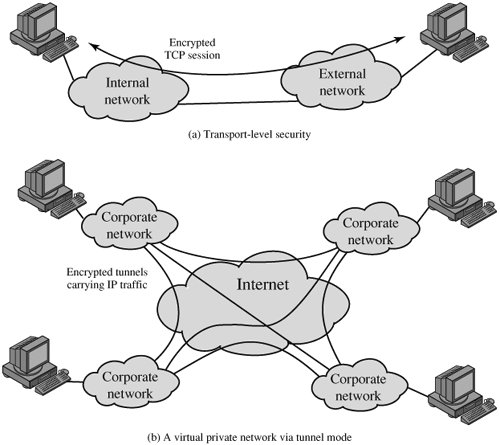 Encrypted
TCP session
Internal
network
External
network
(a) Transport-level security
Corporate
network
Corporate
network
Encrypted tunnels
carrying IP traffic
Internet
Corporate
network
Corporate
network
(b) A virtual private network via tunnel mode